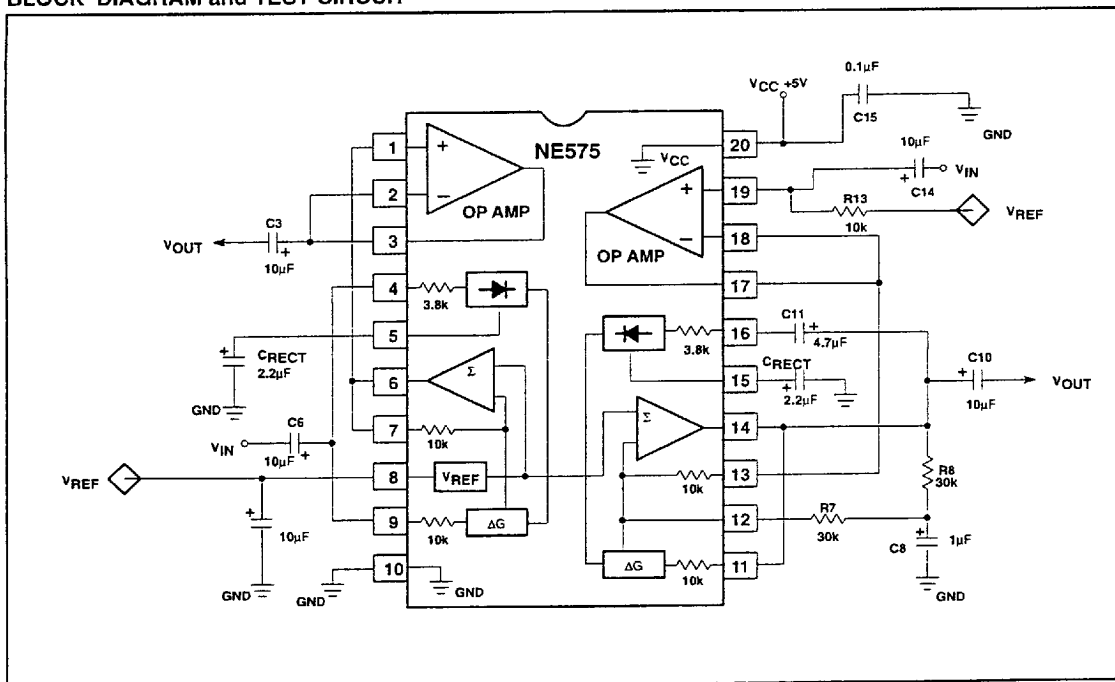 BLOCK DIAGRAM and TEST CIRCUIT
NE575
1
2
3
4
5
6
7
8
9
10
20
19
18
17
16
15
14
13
12
11
+
−
OP AMP
+
−
OP AMP
VCC
VCC +5V
0.1µF
C15
GND
10µF
+
C14
VIN
R13
10k
VREF
C3
+
10µF
VOUT
3.8k
+
CRECT
2.2µF
GND
Σ
10k
VIN
C6
10µF
+
VREF
VREF
+
10µF
GND
10k
ΔG
GND
GND
3.8k
C11
+
4.7µF
CRECT
+
2.2µF
Σ
+
C10
10µF
VOUT
10k
R8
30k
R7
30k
+
C8
1µF
GND
ΔG
10k